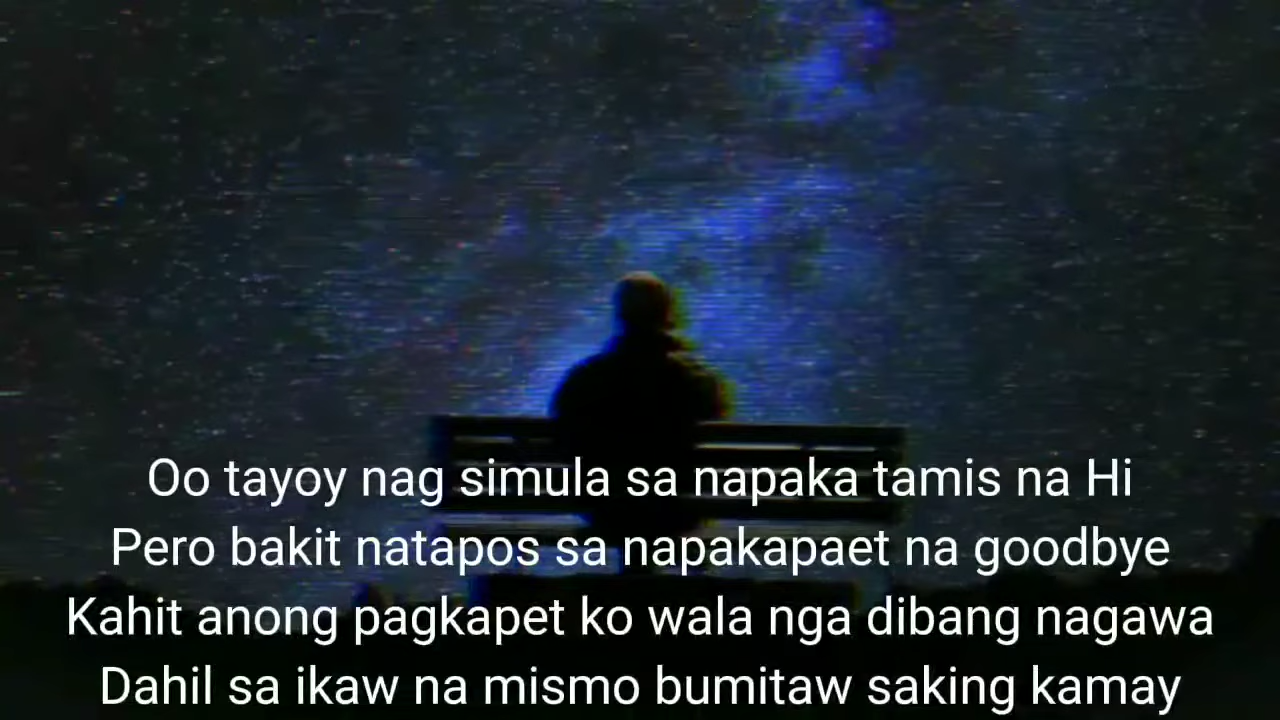 Oo tayoy nag simula sa napaka tamis na Hi
Pero bakit natapos sa napakapaet na goodbye
Kahit anong pagkapet ko wala nga dibang nagawa
Dahil sa ikaw na mismo bumitaw saking kamay